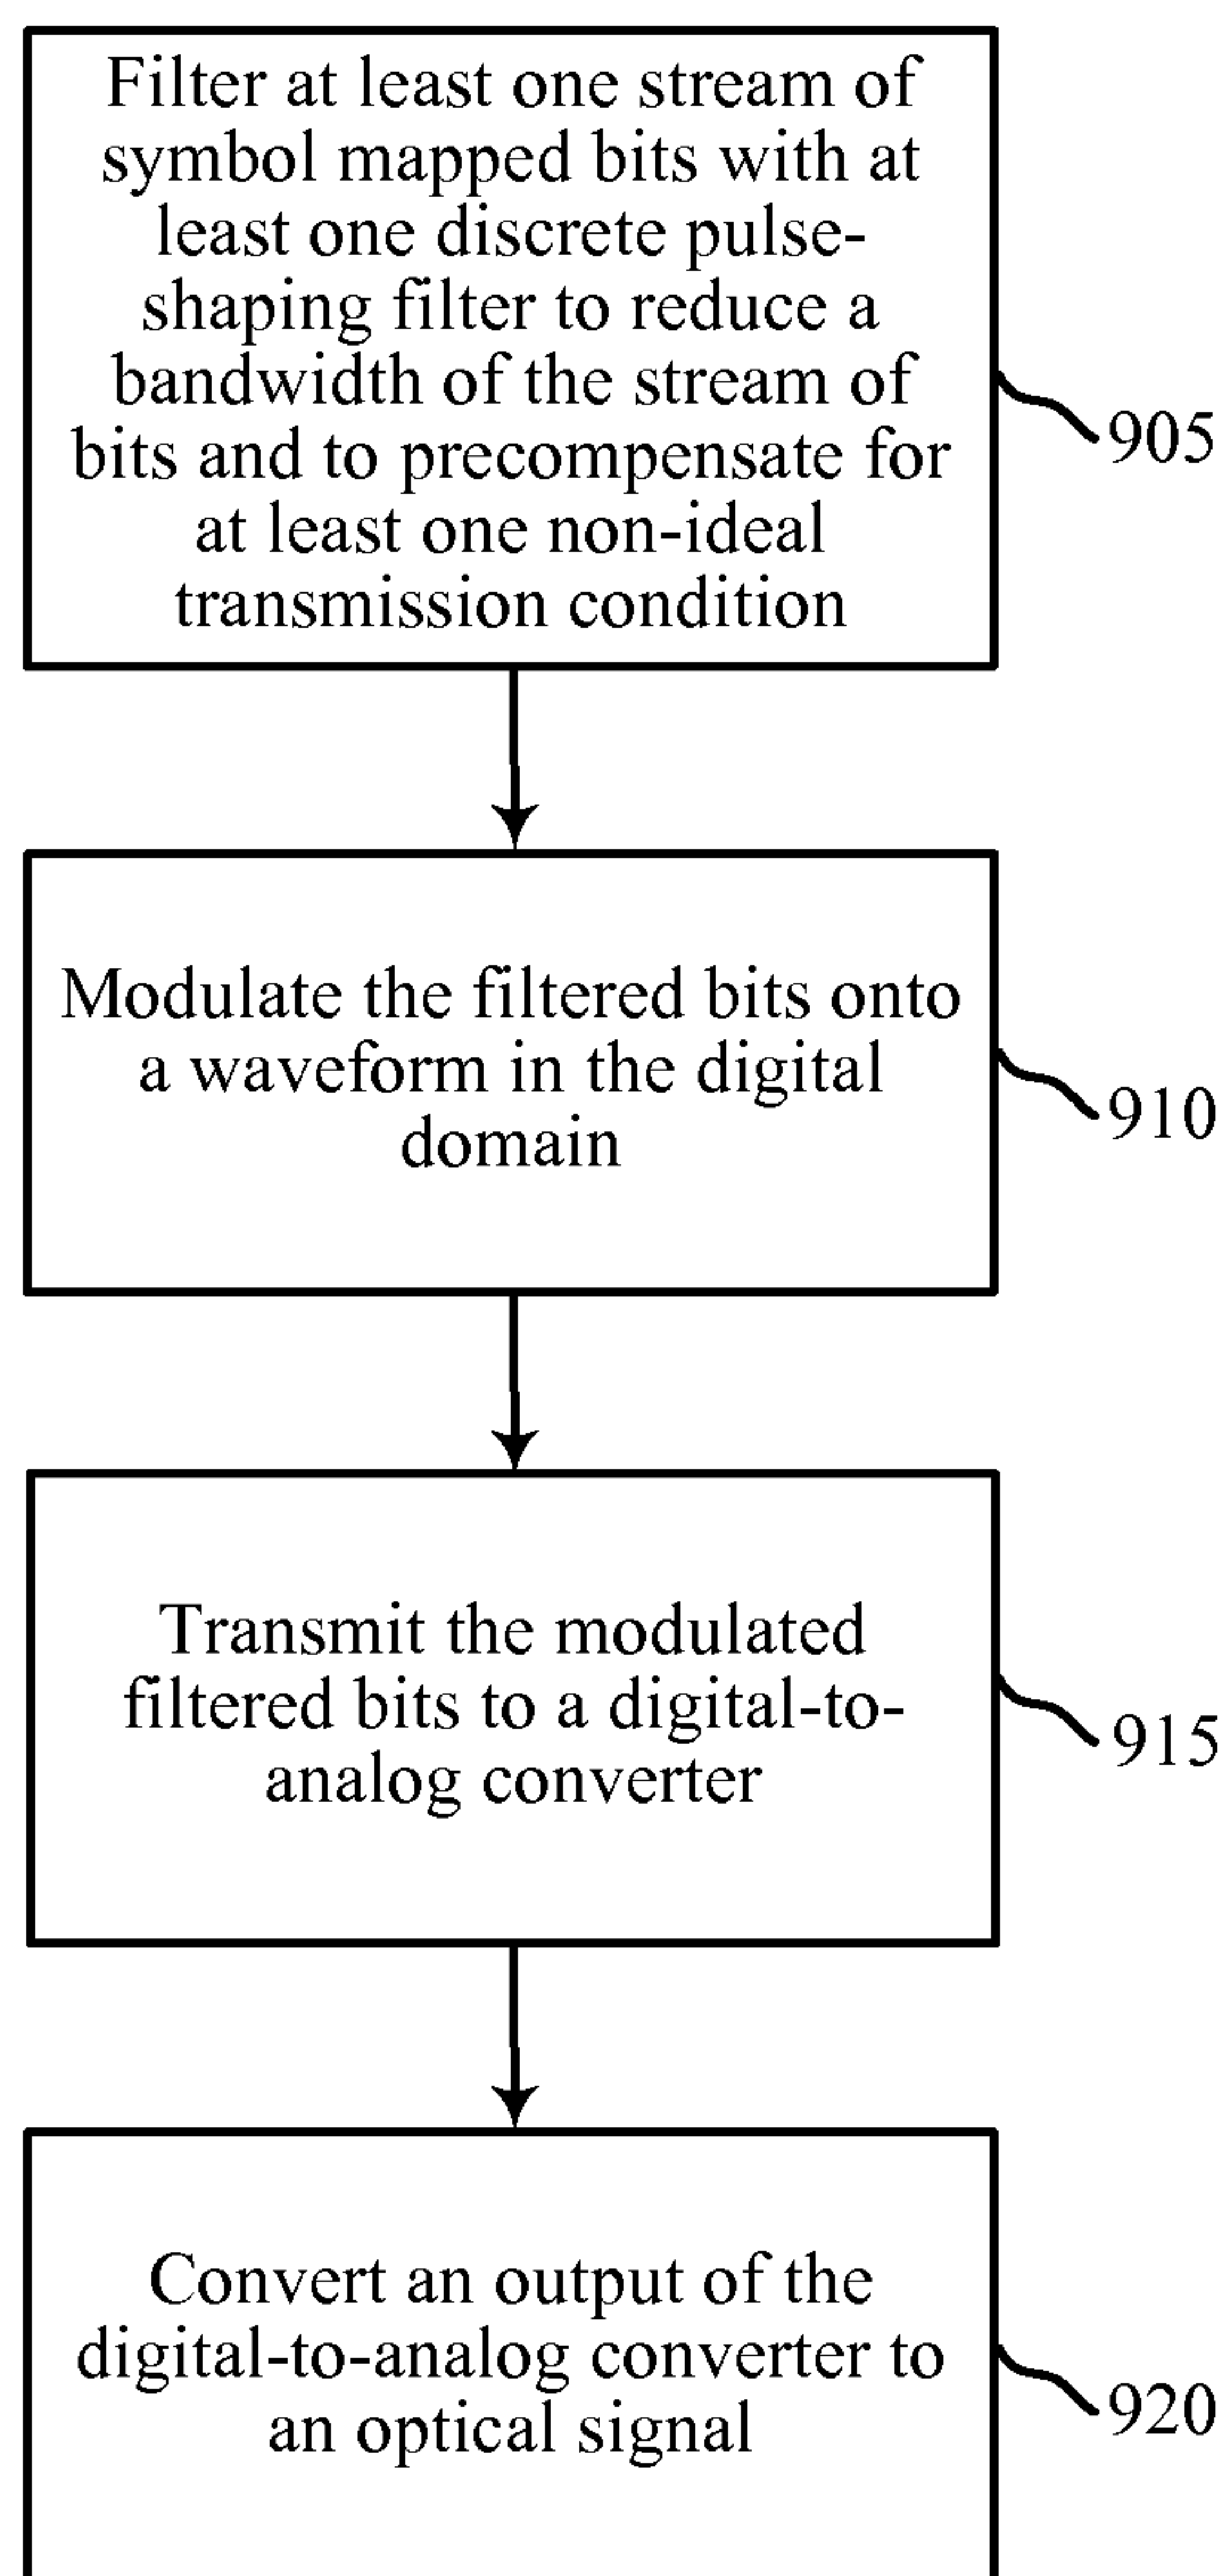 Filter at least one stream of
symbol mapped bits with at
least one discrete pulse-
shaping filter to reduce a
bandwidth of the stream of
bits and to precompensate for
at least one non-ideal
transmission condition
905
Modulate the filtered bits onto
a waveform in the digital
domain
910
Transmit the modulated
filtered bits to a digital-to-
analog converter
915
Convert an output of the
digital-to-analog converter to
an optical signal
920